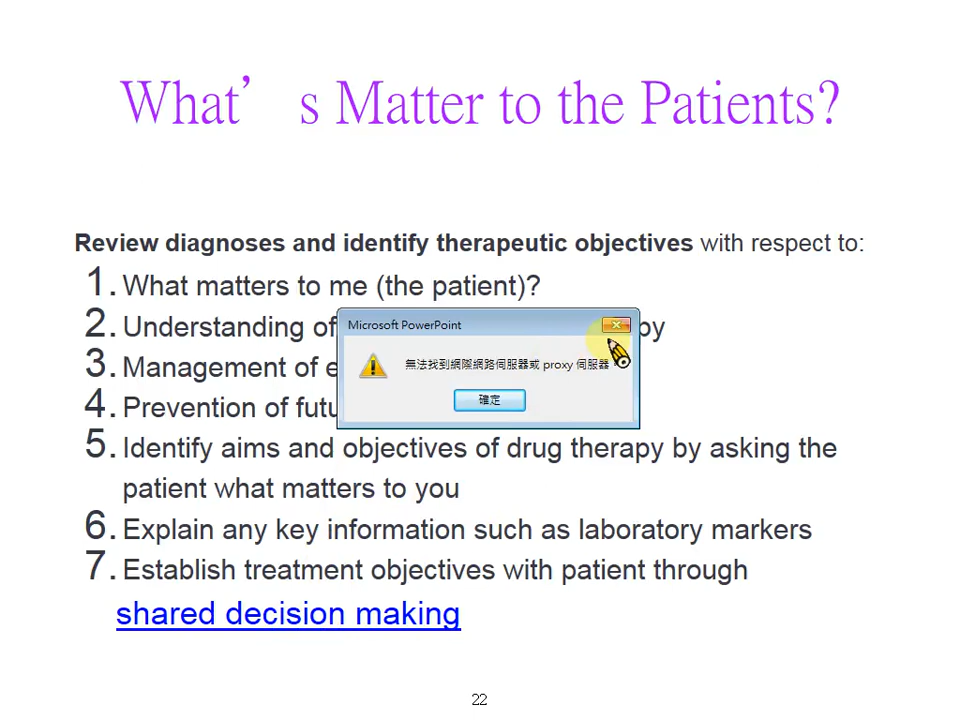 What’s Matter to the Patients?
Review diagnoses and identify therapeutic objectives with respect to:
1. What matters to me (the patient)?
2. Understanding of
by
3. Management of
4. Prevention of
Microsoft PowerPoint
無法找到網際網路伺服器或 proxy 伺服器
確定
5. Identify aims and objectives of drug therapy by asking the
patient what matters to you
6. Explain any key information such as laboratory markers
7. Establish treatment objectives with patient through
shared decision making
22